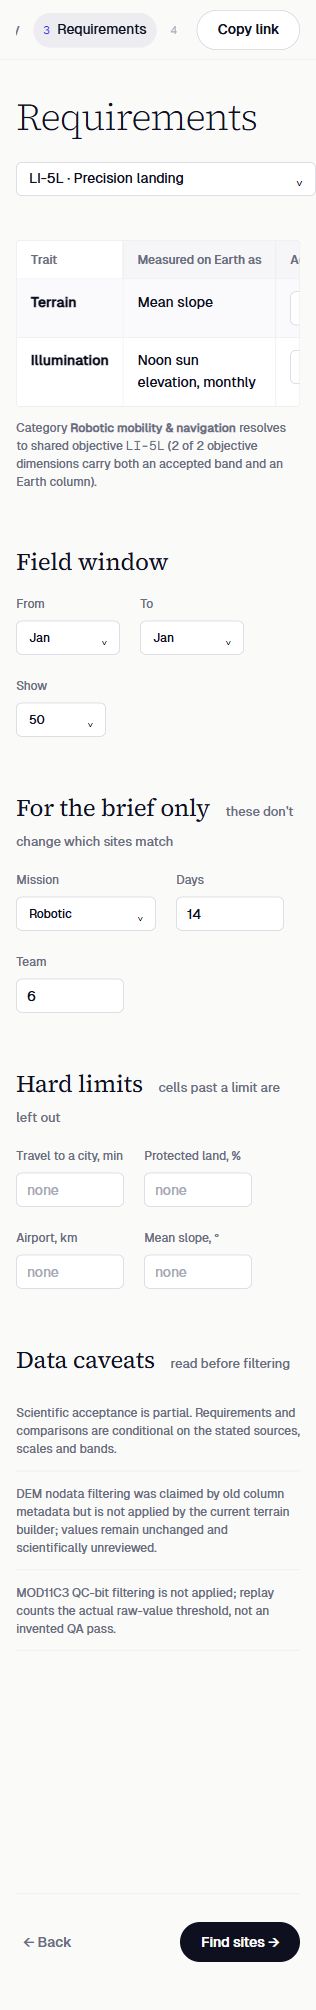 3 Requirements 4 Copy link
Requirements
LI-5L · Precision landing
Trait Measured on Earth as
Terrain Mean slope
Illumination Noon sun
elevation, monthly
Category Robotic mobility & navigation resolves
to shared objective LI-5L (2 of 2 objective
dimensions carry both an accepted band and an
Earth column).
Field window
From To
Jan Jan
Show
50
For the brief only these don't
change which sites match
Mission Days
Robotic 14
Team
6
Hard limits cells past a limit are
left out
Travel to a city, min Protected land, %
none none
Airport, km Mean slope, °
none none
Data caveats read before filtering
Scientific acceptance is partial. Requirements and
comparisons are conditional on the stated sources,
scales and bands.
DEM nodata filtering was claimed by old column
metadata but is not applied by the current terrain
builder; values remain unchanged and
scientifically unreviewed.
MOD11C3 QC-bit filtering is not applied; replay
counts the actual raw-value threshold, not an
invented QA pass.
← Back Find sites →